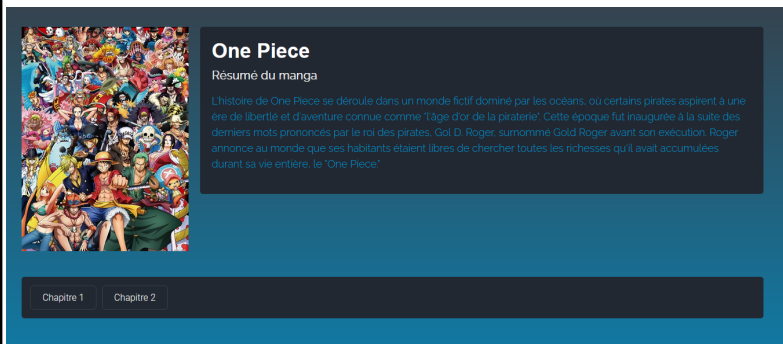 One Piece
Résumé du manga
L'histoire de One Piece se déroule dans un monde fictif dominé par les océans, où certains pirates aspirent à une
ère de libertié et d'aventure connue comme "l'âge d'or de la piraterie". Cette époque fut inaugurée à la suite des
derniers mots prononcés par le roi des pirates, Gol D. Roger, surnommé Gold Roger avant son exécution. Roger
annonce au monde que ses habitants étaient libres de chercher toutes les richesses qu'il avait accumulées
durant sa vie entière, le "One Piece."
Chapitre 1
Chapitre 2